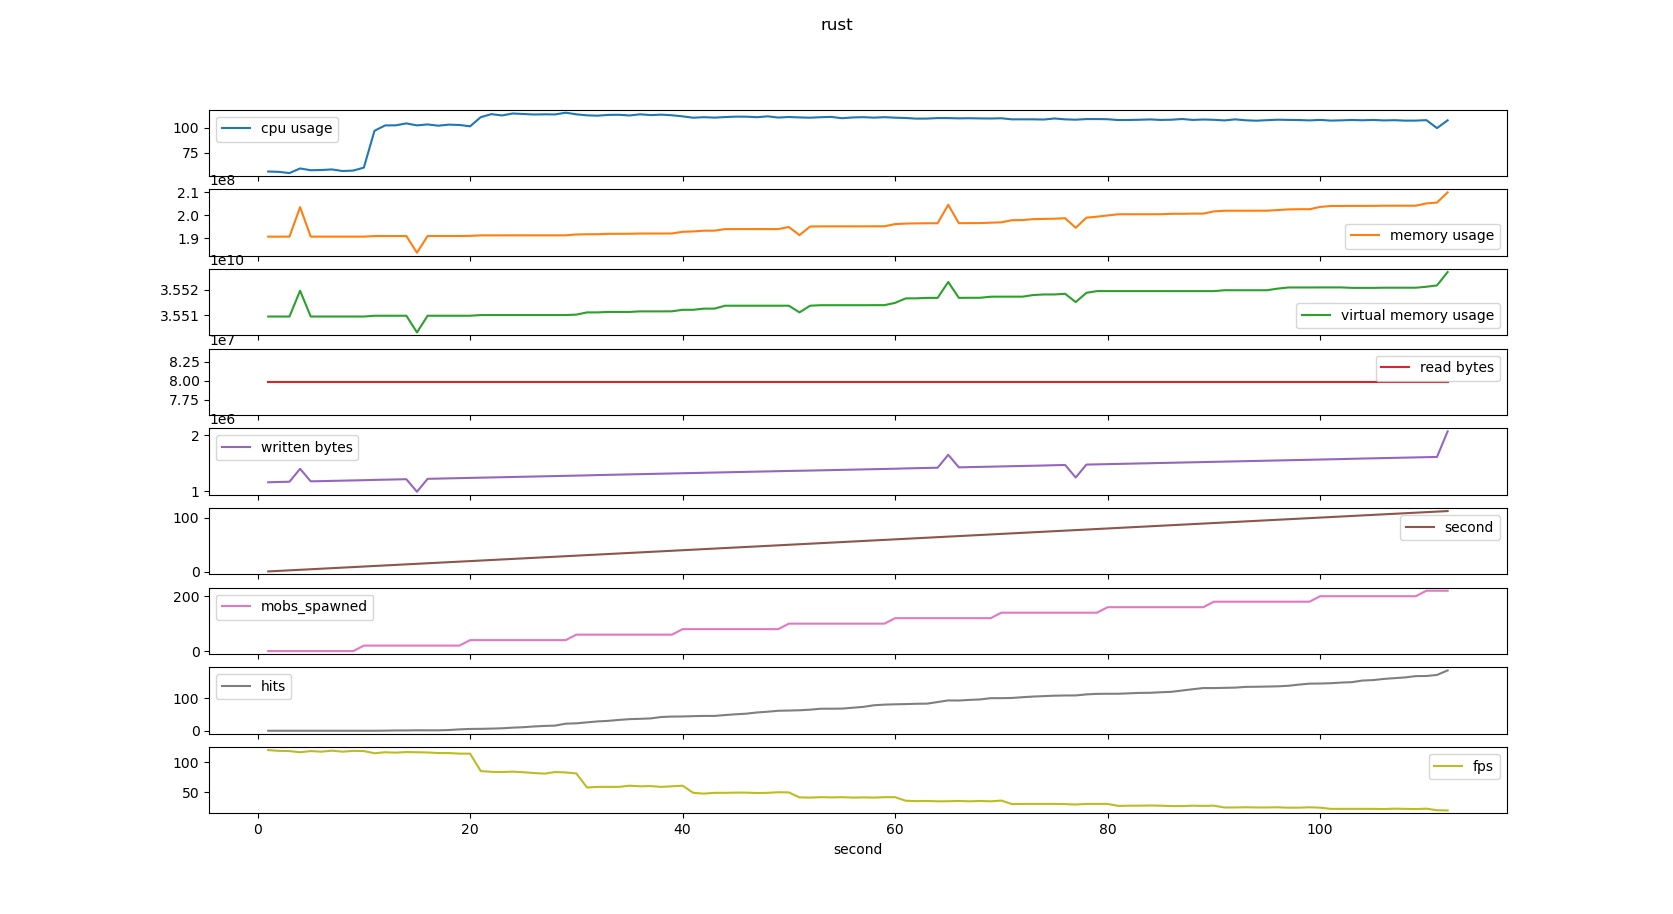 rust
100
75
cpu usage
1e8
2.1
2.0
1.9
memory usage
1e10
3.552
3.551
virtual memory usage
1e7
8.25
8.00
7.75
read bytes
1e6
2
1
written bytes
100
0
second
200
0
mobs_spawned
100
0
hits
100
50
fps
0 20 40 60 80 100
second